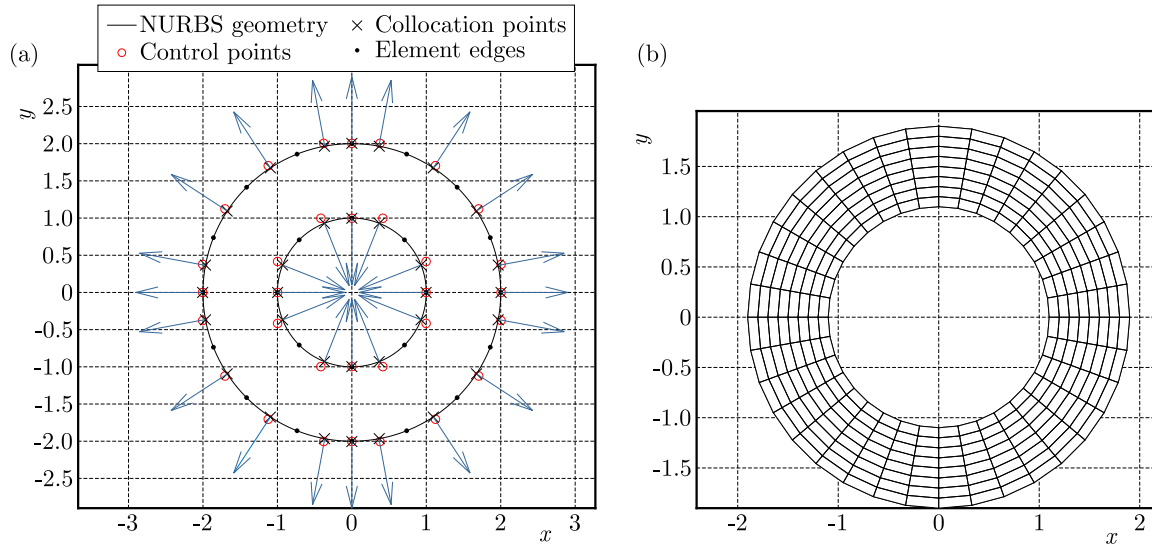 NURBS geometry
Control points
Collocation points
Element edges
(a)
y
2.5
2.0
1.5
1.0
0.5
0
-0.5
-1.0
-1.5
-2.0
-2.5
-3 -2 -1 0 1 2 3
x
(b)
y
1.5
1.0
0.5
0
-0.5
-1.0
-1.5
-2 -1 0 1 2
x